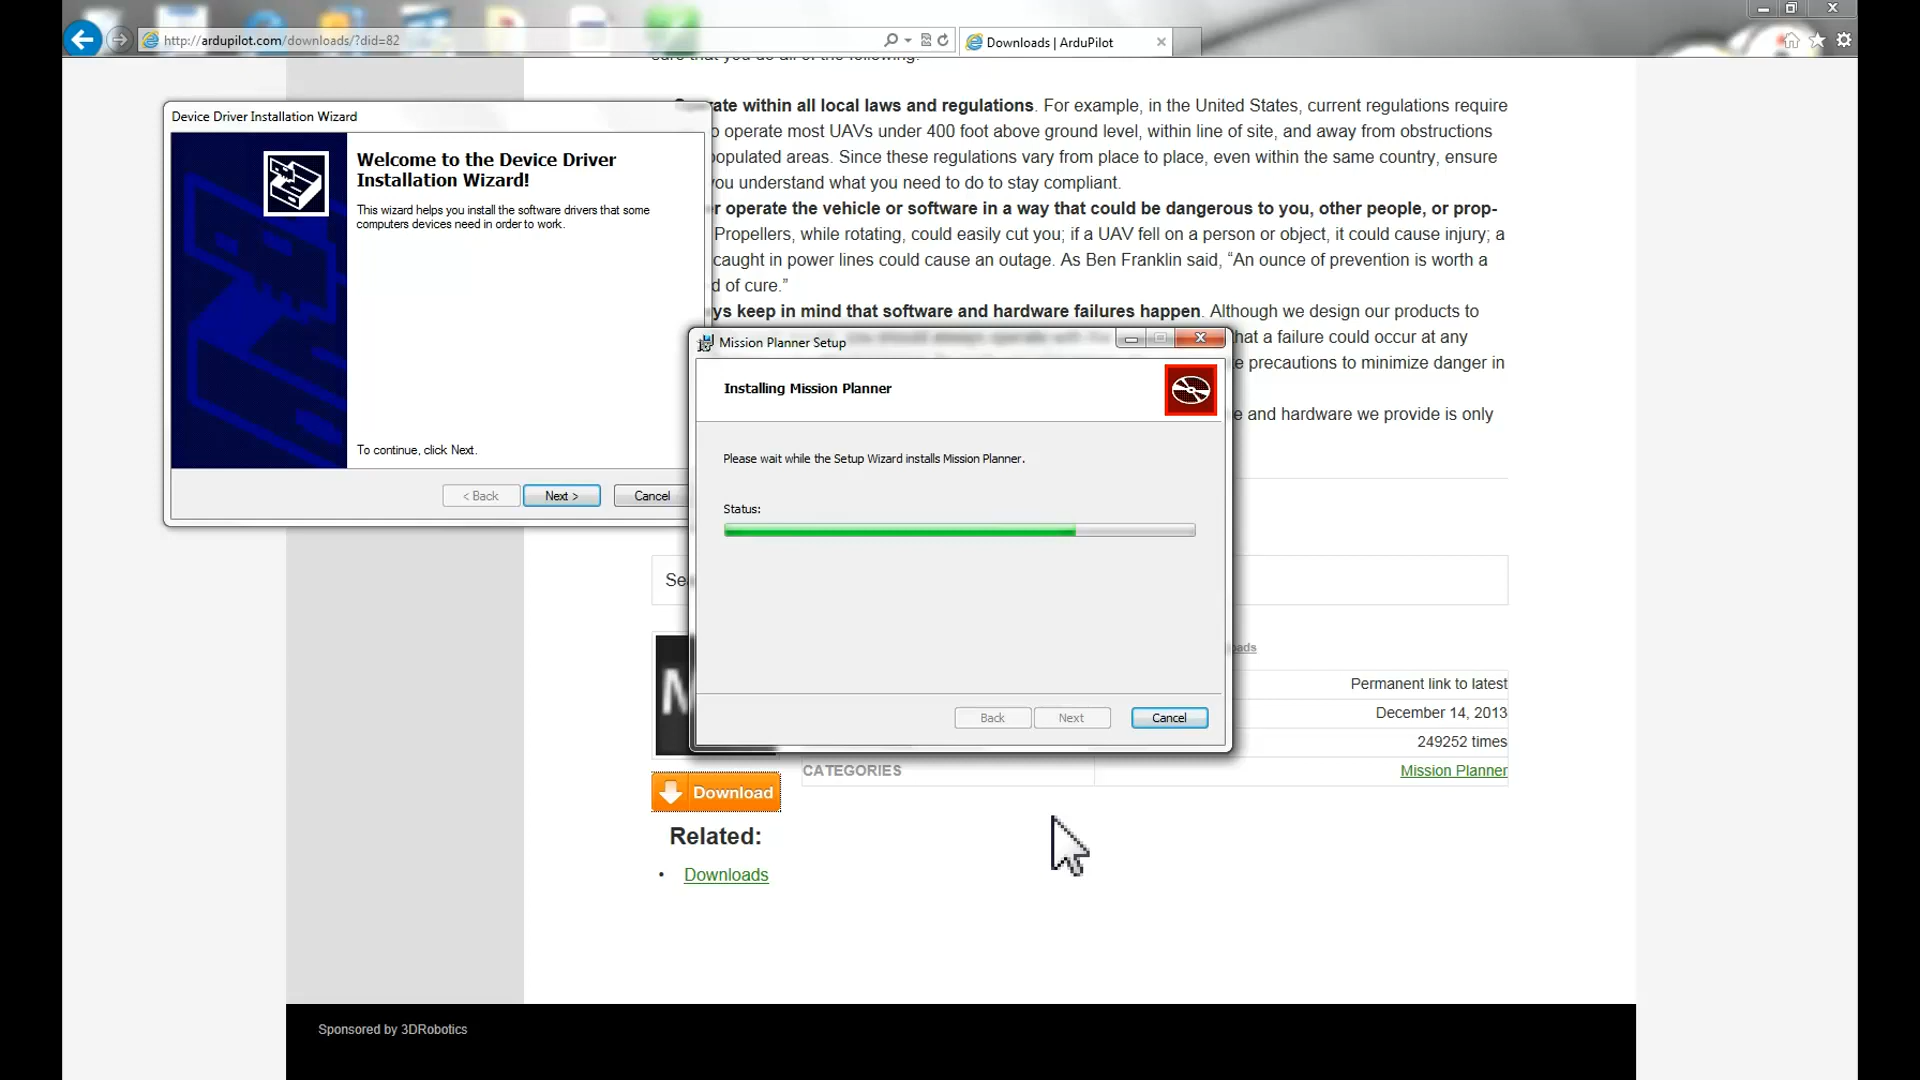 http://ardupilot.com/downloads/?did=82
Downloads | ArduPilot
Operate within all local laws and regulations. For example, in the United States, current regulations require
operate most UAVs under 400 foot above ground level, within line of site, and away from obstructions
populated areas. Since these regulations vary from place to place, even within the same country, ensure
you understand what you need to do to stay compliant.
r operate the vehicle or software in a way that could be dangerous to you, other people, or prop-
Propellers, while rotating, could easily cut you; if a UAV fell on a person or object, it could cause injury; a
caught in power lines could cause an outage. As Ben Franklin said, “An ounce of prevention is worth a
d of cure.”
ys keep in mind that software and hardware failures happen. Although we design our products to
that a failure could occur at any
e precautions to minimize danger in
e and hardware we provide is only
Device Driver Installation Wizard
Welcome to the Device Driver
Installation Wizard!
This wizard helps you install the software drivers that some
computers devices need in order to work.
To continue, click Next.
< Back
Next >
Cancel
Mission Planner Setup
Installing Mission Planner
Please wait while the Setup Wizard installs Mission Planner.
Status:
Back
Next
Cancel
Sea
M
ads
Permanent link to latest
December 14, 2013
249252 times
CATEGORIES
Mission Planner
Download
Related:
• Downloads
Sponsored by 3DRobotics